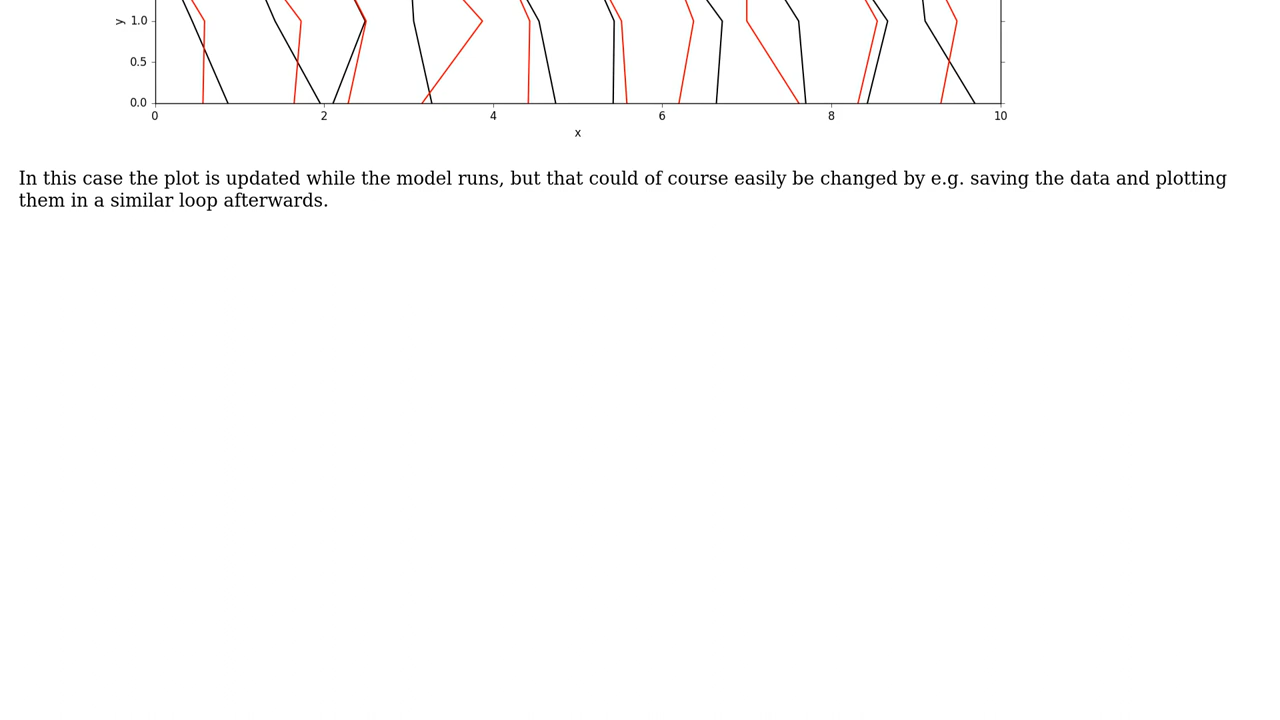 y
1.0
0.5
0.0
0 2 4 6 8 10
x
In this case the plot is updated while the model runs, but that could of course easily be changed by e.g. saving the data and plotting
them in a similar loop afterwards.